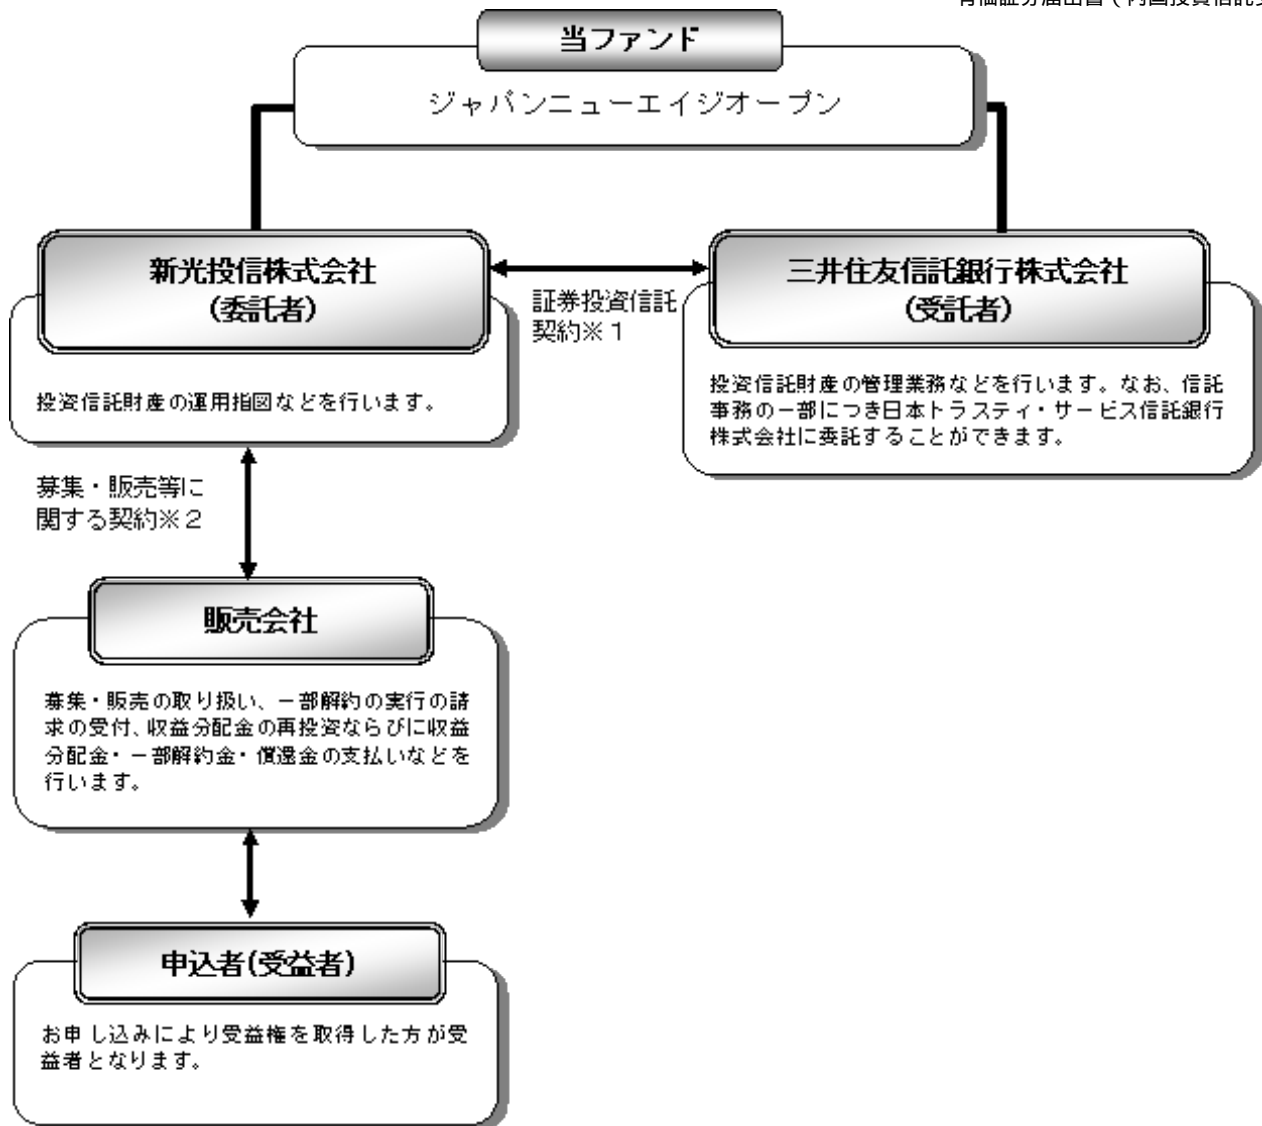 当ファンド
ジャパンニューエイジオープン
新光投信株式会社
(委託者)
投資信託財産の運用指図などを行います。
証券投資信託
契約※1
三井住友信託銀行株式会社
(受託者)
投資信託財産の管理業務などを行います。なお、信託
事務の一部につき日本トラスティ・サービス信託銀行
株式会社に委託することができます。
募集・販売等に
関する契約※2
販売会社
募集・販売の取り扱い、一部解約の実行の請
求の受付、収益分配金の再投資ならびに収益
分配金・一部解約金・償還金の支払いなどを
行います。
申込者(受益者)
お申し込みにより受益権を取得した方が受
益者となります。